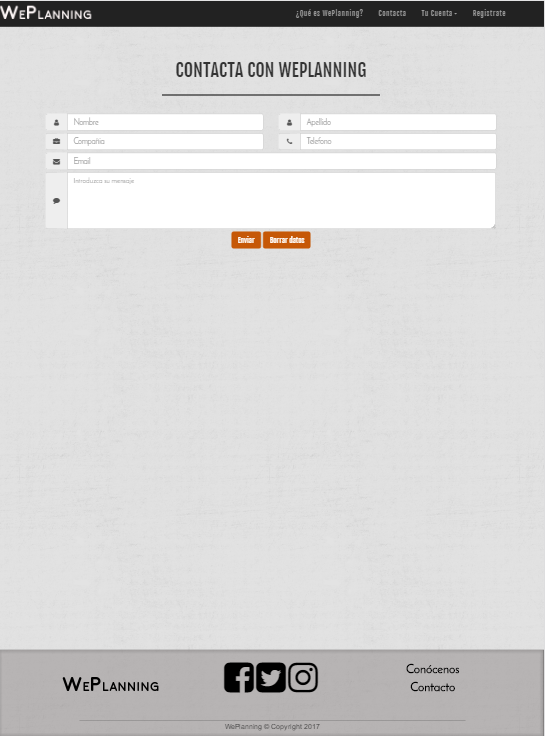 WePlanning
¿Qué es WePlanning? Contacta Tu Cuenta Registrate
CONTACTA CON WEPLANNING
Nombre Apellido
Compañia Telefono
Email
Introduzca su mensaje
Enviar Borrar datos
WePlanning
Conócenos
Contacto
WePlanning © Copyright 2017